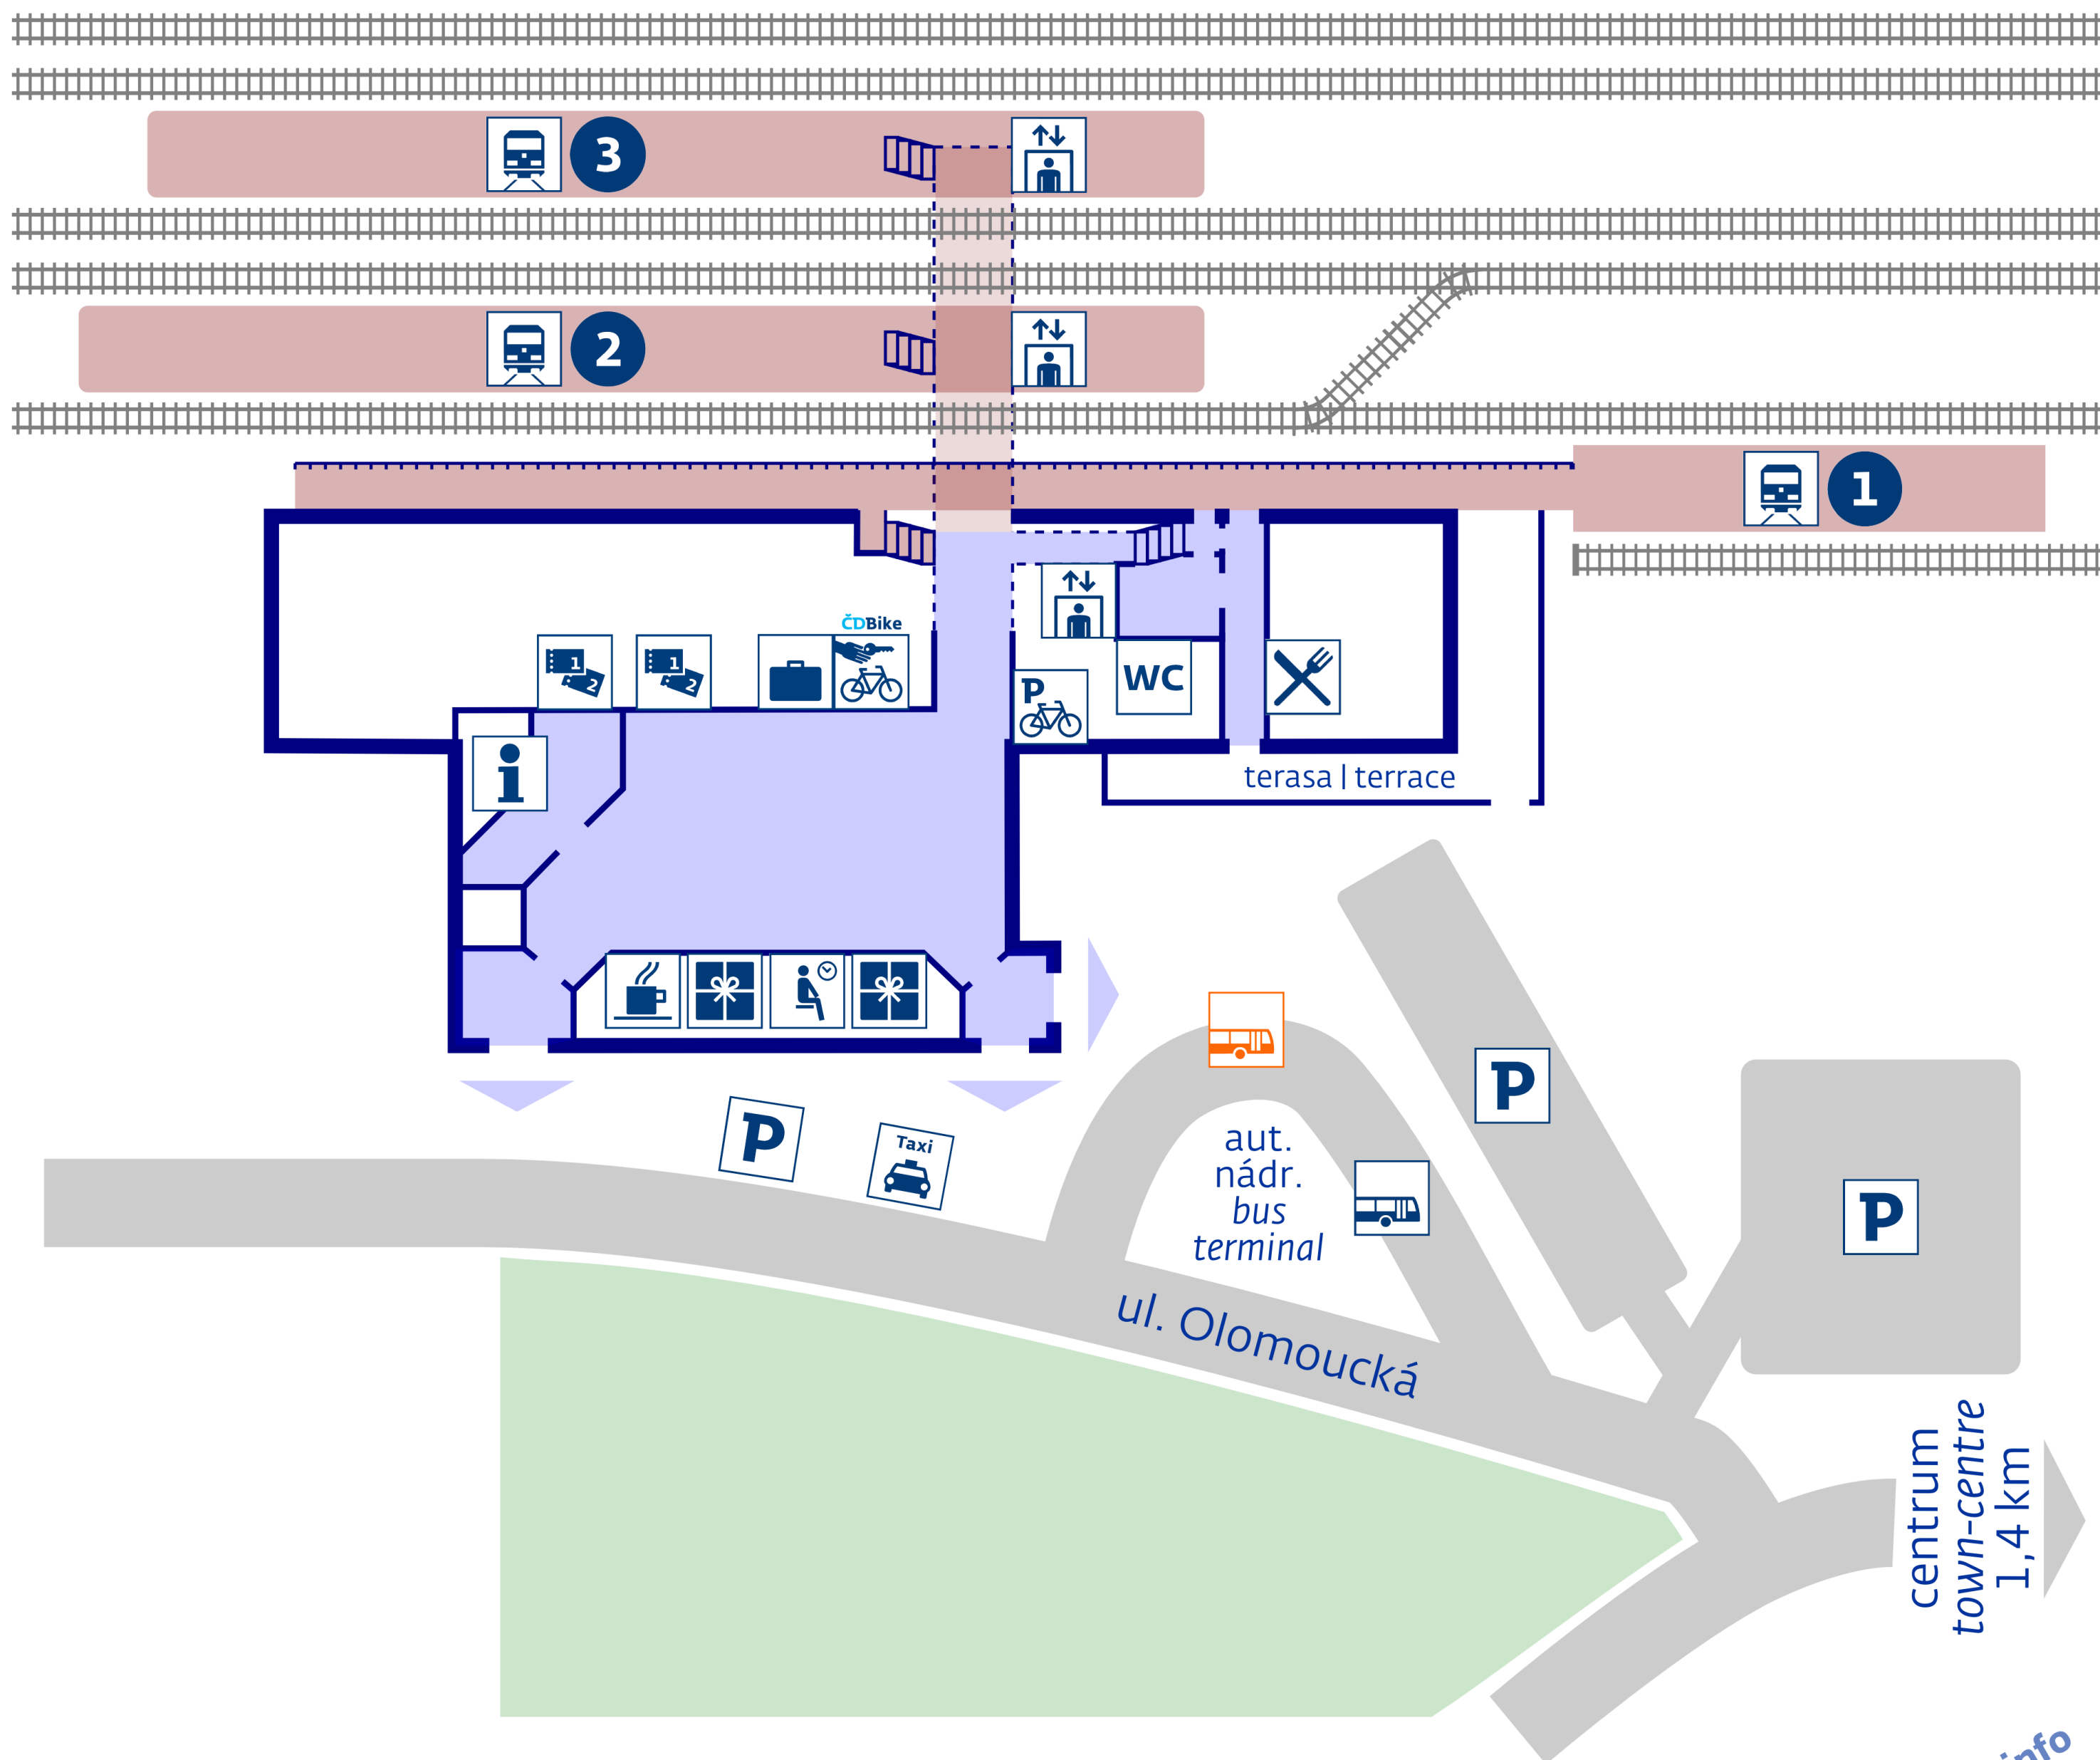 3
2
1
ČDBike
1
2
1
2
WC
P
i
terasa | terrace
P
Taxi
P
P
aut.
nádr.
bus
terminal
ul. Olomoucká
centrum
town-centre
1,4 km
info